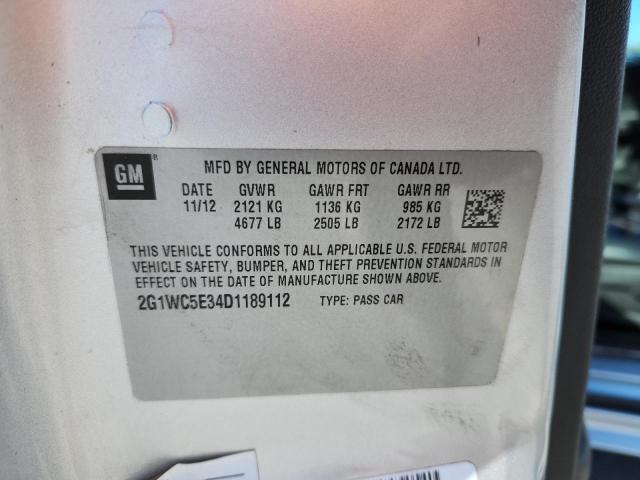 GM®
MFD BY GENERAL MOTORS OF CANADA LTD.
DATE GVWR GAWR FRT GAWR RR
11/12 2121 KG 1136 KG 985 KG
4677 LB 2505 LB 2172 LB
THIS VEHICLE CONFORMS TO ALL APPLICABLE U.S. FEDERAL MOTOR
VEHICLE SAFETY, BUMPER, AND THEFT PREVENTION STANDARDS IN
EFFECT ON THE DATE OF MANUFACTURE SHOWN ABOVE.
2G1WC5E34D1189112 TYPE: PASS CAR